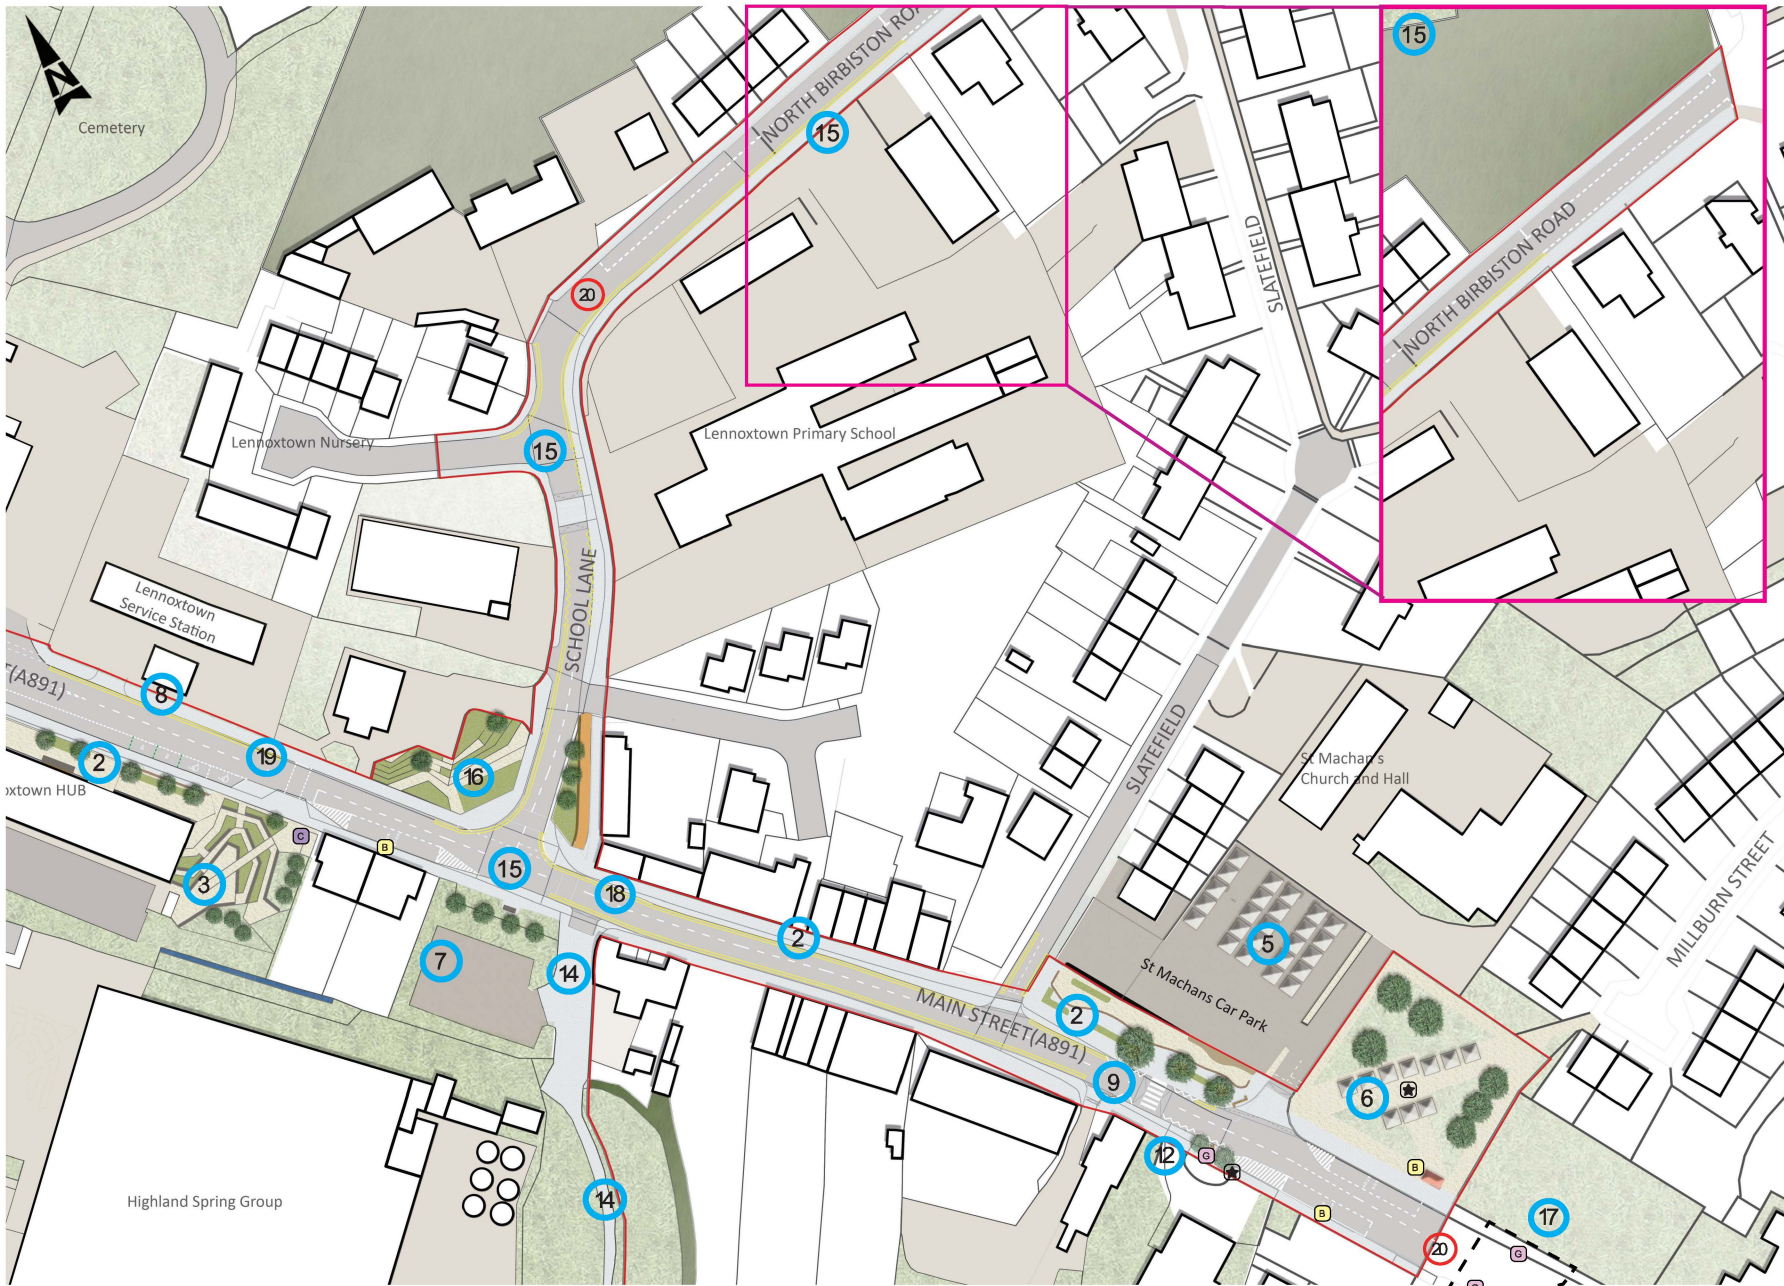 NORTH BIRBISTON ROA
15
N
Cemetery
15
NORTH BIRBISTON ROAD
SLATEFIELD
20
Lennoxtown Nursery
15
Lennoxtown Primary School
SCHOOL LANE
Lennoxtown
Service Station
(A891)
8
2
19
16
oxtown HUB
C
B
3
15
18
2
7
14
SLATEFIELD
St Machan's
Church and Hall
5
St Machans Car Park
MILLBURN STREET
MAIN STREET(A891)
2
9
6
12
G
B
B
14
Highland Spring Group
17
20
G